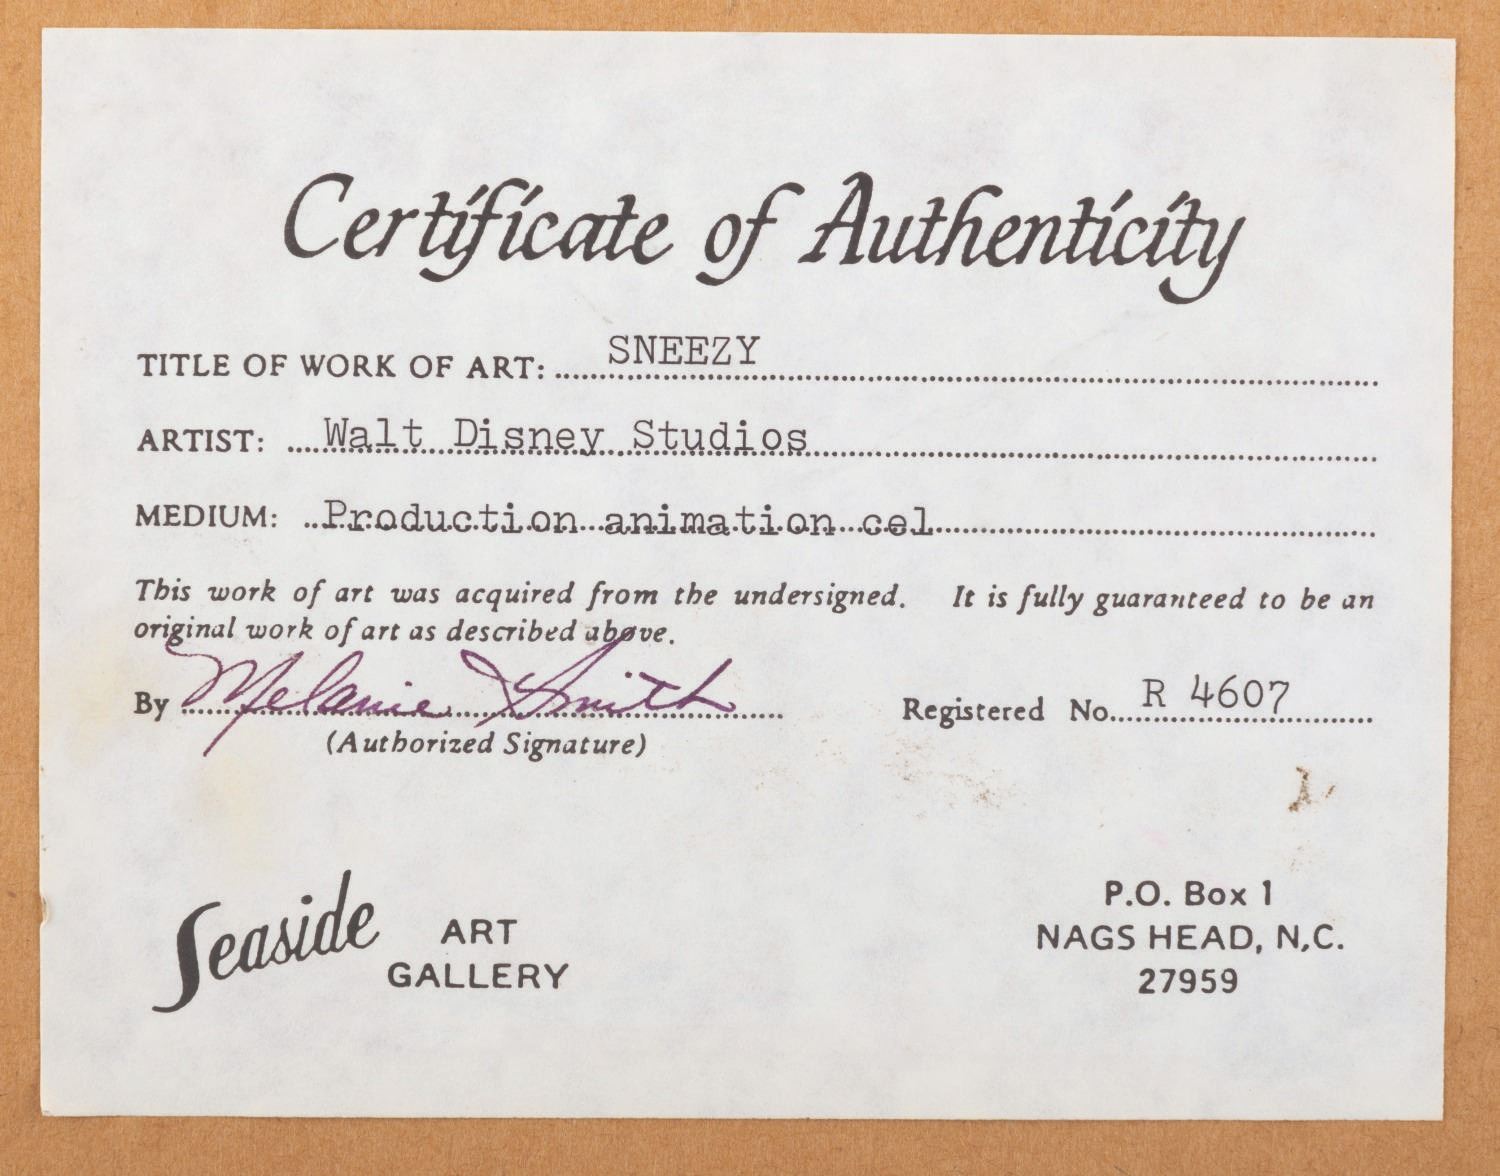 Certificate of Authenticity
TITLE OF WORK OF ART: SNEEZY
ARTIST: Walt Disney Studios
MEDIUM: Production animation cel
This work of art was acquired from the undersigned. It is fully guaranteed to be an
original work of art as described above.
By Melanie Smith Registered No. R 4607
(Authorized Signature)
Seaside ART GALLERY
P.O. Box 1
NAGS HEAD, N.C.
27959